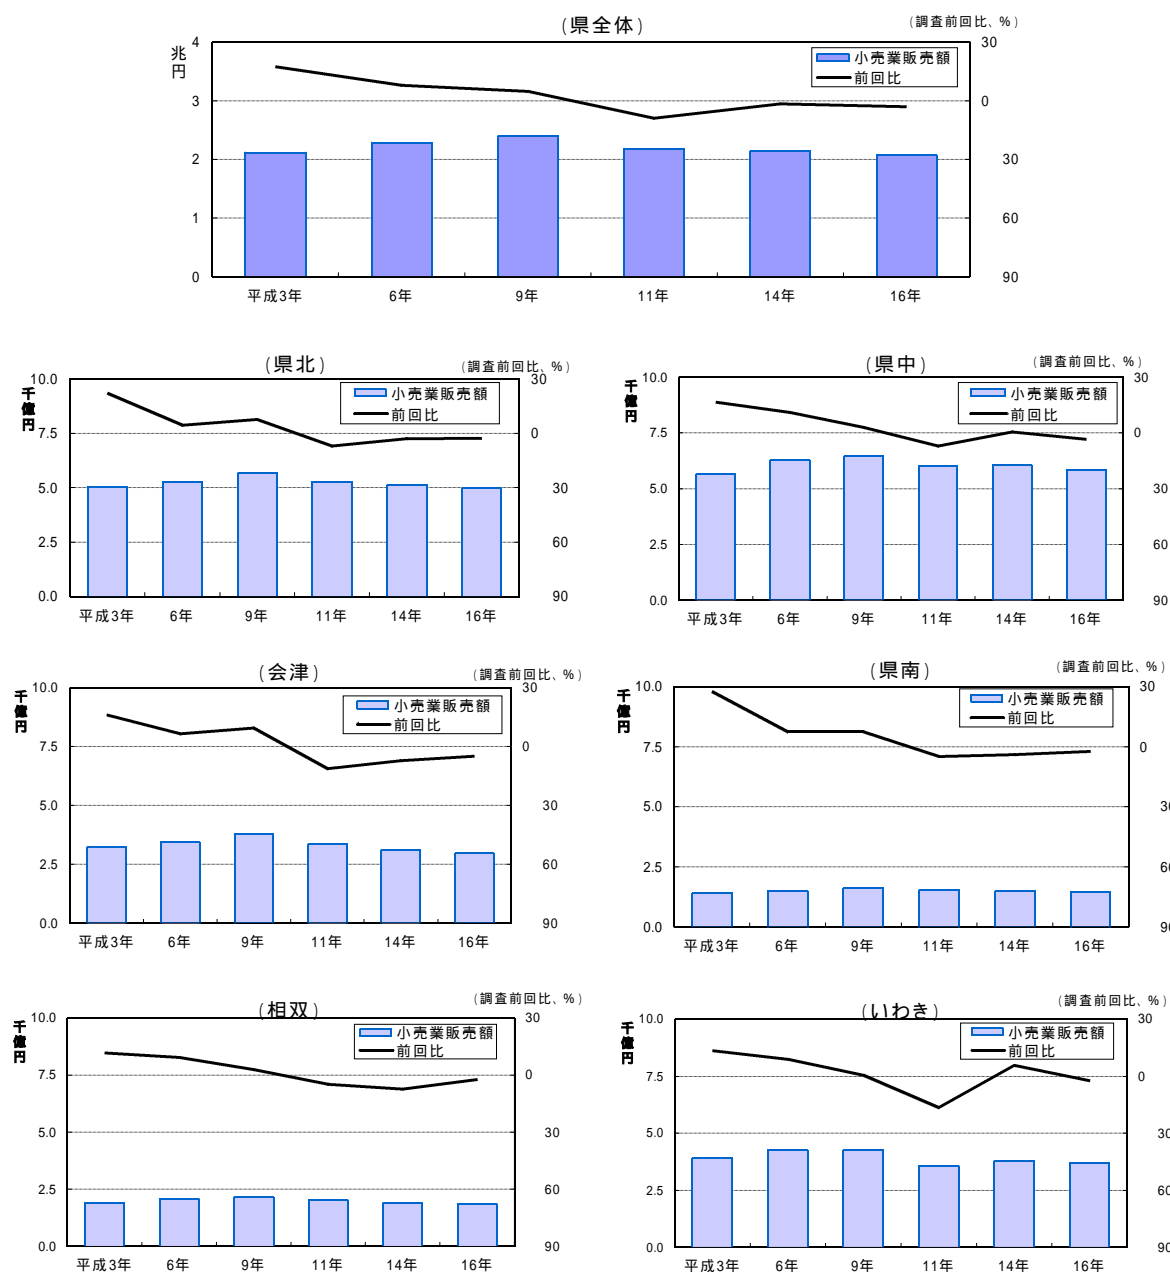 (県全体)
(調査前回比、%)
兆円
4
3
2
1
0
30
0
30
60
90
小売業販売額
前回比
平成3年 6年 9年 11年 14年 16年
(県北)
(調査前回比、%)
千億円
10.0
7.5
5.0
2.5
0.0
30
0
30
60
90
小売業販売額
前回比
平成3年 6年 9年 11年 14年 16年
(県中)
(調査前回比、%)
千億円
10.0
7.5
5.0
2.5
0.0
30
0
30
60
90
小売業販売額
前回比
平成3年 6年 9年 11年 14年 16年
(会津)
(調査前回比、%)
千億円
10.0
7.5
5.0
2.5
0.0
30
0
30
60
90
小売業販売額
前回比
平成3年 6年 9年 11年 14年 16年
(県南)
(調査前回比、%)
千億円
10.0
7.5
5.0
2.5
0.0
30
0
30
60
90
小売業販売額
前回比
平成3年 6年 9年 11年 14年 16年
(相双)
(調査前回比、%)
千億円
10.0
7.5
5.0
2.5
0.0
30
0
30
60
90
小売業販売額
前回比
平成3年 6年 9年 11年 14年 16年
(いわき)
(調査前回比、%)
千億円
10.0
7.5
5.0
2.5
0.0
30
0
30
60
90
小売業販売額
前回比
平成3年 6年 9年 11年 14年 16年